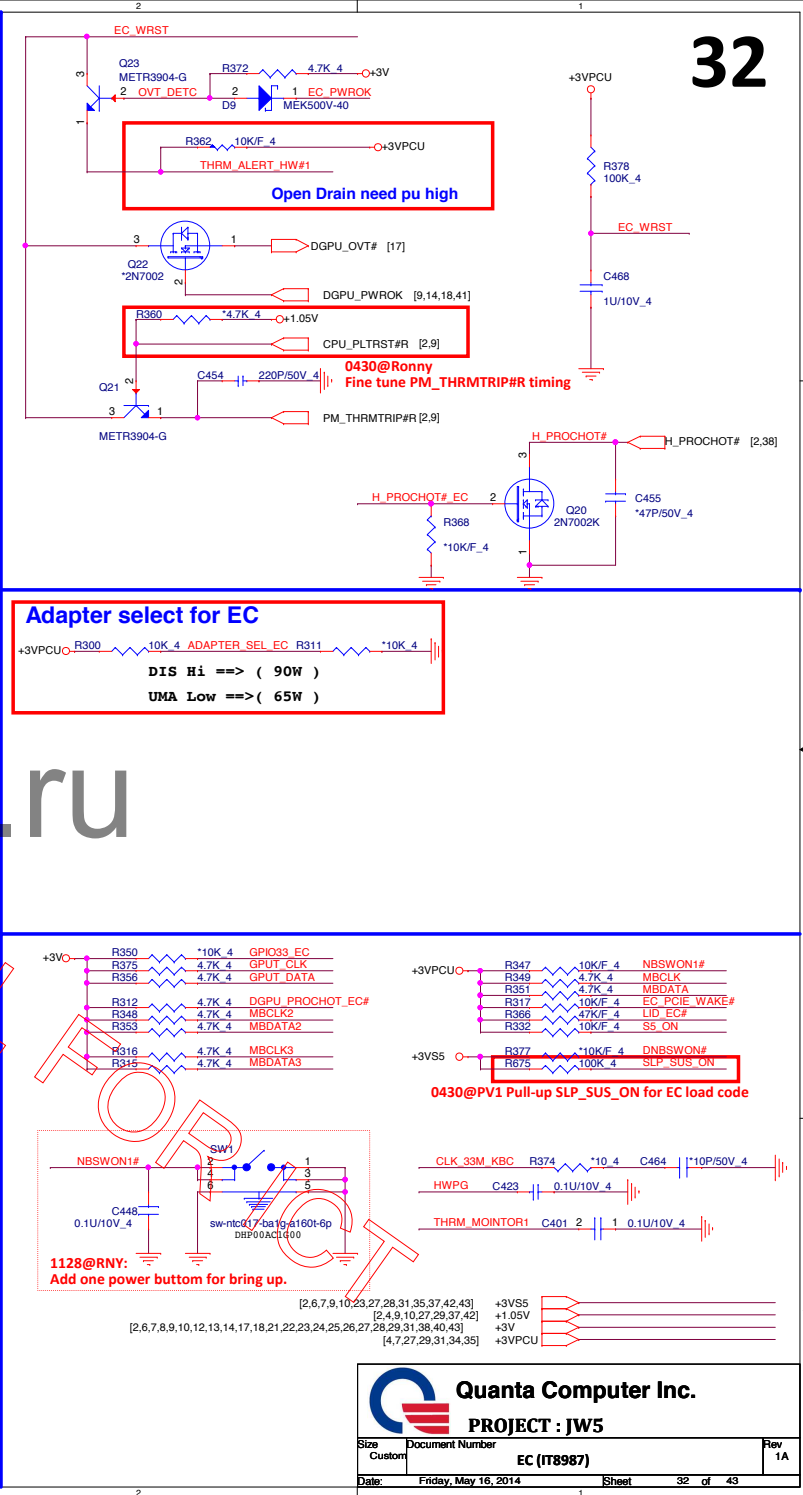 2
1
EC_WRST
32
Q23
METR3904-G
R372 4.7K_4 +3V
3
2 OVT_DETC 2 1 EC_PWROK
D9 MEK500V-40
1
+3VPCU
R362 10K/F_4 +3VPCU
THRM_ALERT_HW#1
Open Drain need pu high
R378
100K_4
EC_WRST
3 1 DGPU_OVT# [17]
Q22
*2N7002
2
DGPU_PWROK [9,14,18,41]
C468
1U/10V_4
R360 *4.7K_4 +1.05V
CPU_PLTRST#R [2,9]
0430@Ronny
Fine tune PM_THRMTRIP#R timing
C454 220P/50V_4
Q21 2
3 1 PM_THRMTRIP#R [2,9]
METR3904-G
H_PROCHOT# H_PROCHOT# [2,38]
3
H_PROCHOT#_EC 2
Q20
2N7002K
C455
*47P/50V_4
R368
*10K/F_4
1
Adapter select for EC
+3VPCU R300 10K_4 ADAPTER_SEL_EC R311 *10K_4
DIS Hi ==> ( 90W )
UMA Low ==>( 65W )
.ru
+3V R350 *10K_4 GPIO33_EC
R375 4.7K_4 GPUT_CLK
R356 4.7K_4 GPUT_DATA
R312 4.7K_4 DGPU_PROCHOT_EC#
R348 4.7K_4 MBCLK2
R353 4.7K_4 MBDATA2
R316 4.7K_4 MBCLK3
R315 4.7K_4 MBDATA3
+3VPCU R347 10K/F_4 NBSWON1#
R349 4.7K_4 MBCLK
R351 4.7K_4 MBDATA
R317 10K/F_4 EC_PCIE_WAKE#
R366 47K/F_4 LID_EC#
R332 10K/F_4 S5_ON
+3VS5 R377 *10K/F_4 DNBSWON#
R675 100K_4 SLP_SUS_ON
0430@PV1 Pull-up SLP_SUS_ON for EC load code
FOR
ICT
NBSWON1#
SW1
2 1
4 3
6 5
C448
0.1U/10V_4
sw-ntc017-ba1g-a160t-6p
DHP00AC1G00
1128@RNY:
Add one power buttom for bring up.
CLK_33M_KBC R374 *10_4 C464 *10P/50V_4
HWPG C423 0.1U/10V_4
THRM_MOINTOR1 C401 2 1 0.1U/10V_4
[2,6,7,9,10,23,27,28,31,35,37,42,43] +3VS5
[2,4,9,10,27,29,37,42] +1.05V
[2,6,7,8,9,10,12,13,14,17,18,21,22,23,24,25,26,27,28,29,31,38,40,43] +3V
[4,7,27,29,31,34,35] +3VPCU
Quanta Computer Inc.
PROJECT : JW5
Size Document Number Rev
Custom EC (IT8987) 1A
Date: Friday, May 16, 2014 Sheet 32 of 43
2
1